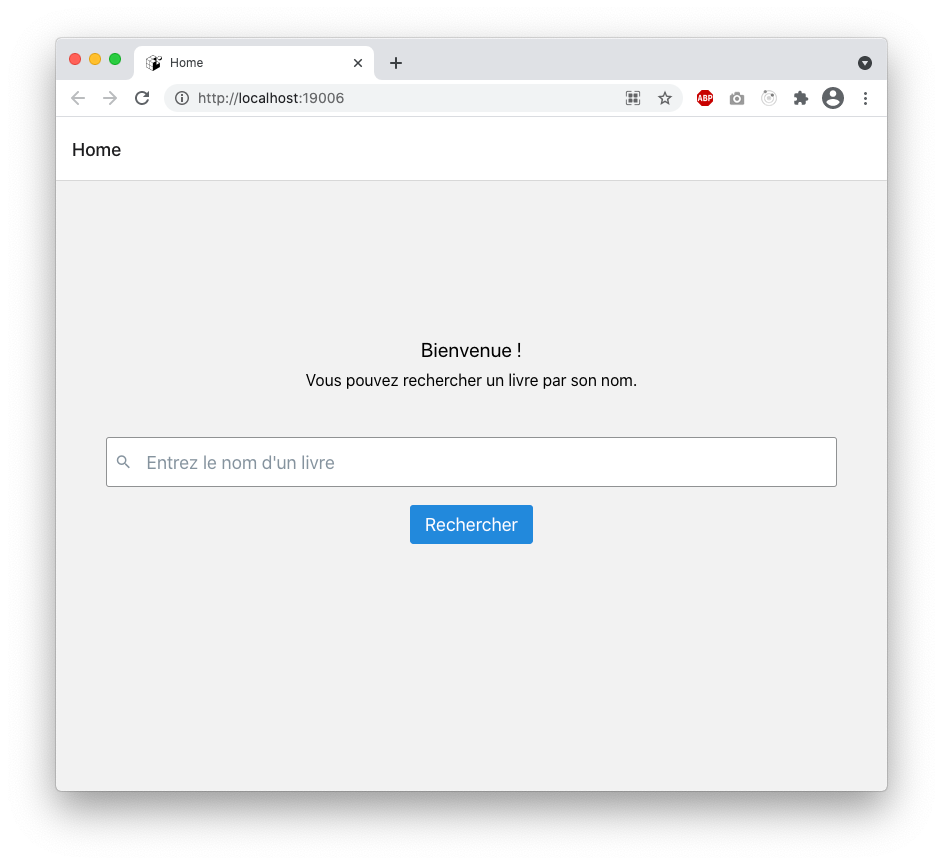 Home
http://localhost:19006
ABP
Home
Bienvenue !
Vous pouvez rechercher un livre par son nom.
Entrez le nom d'un livre
Rechercher